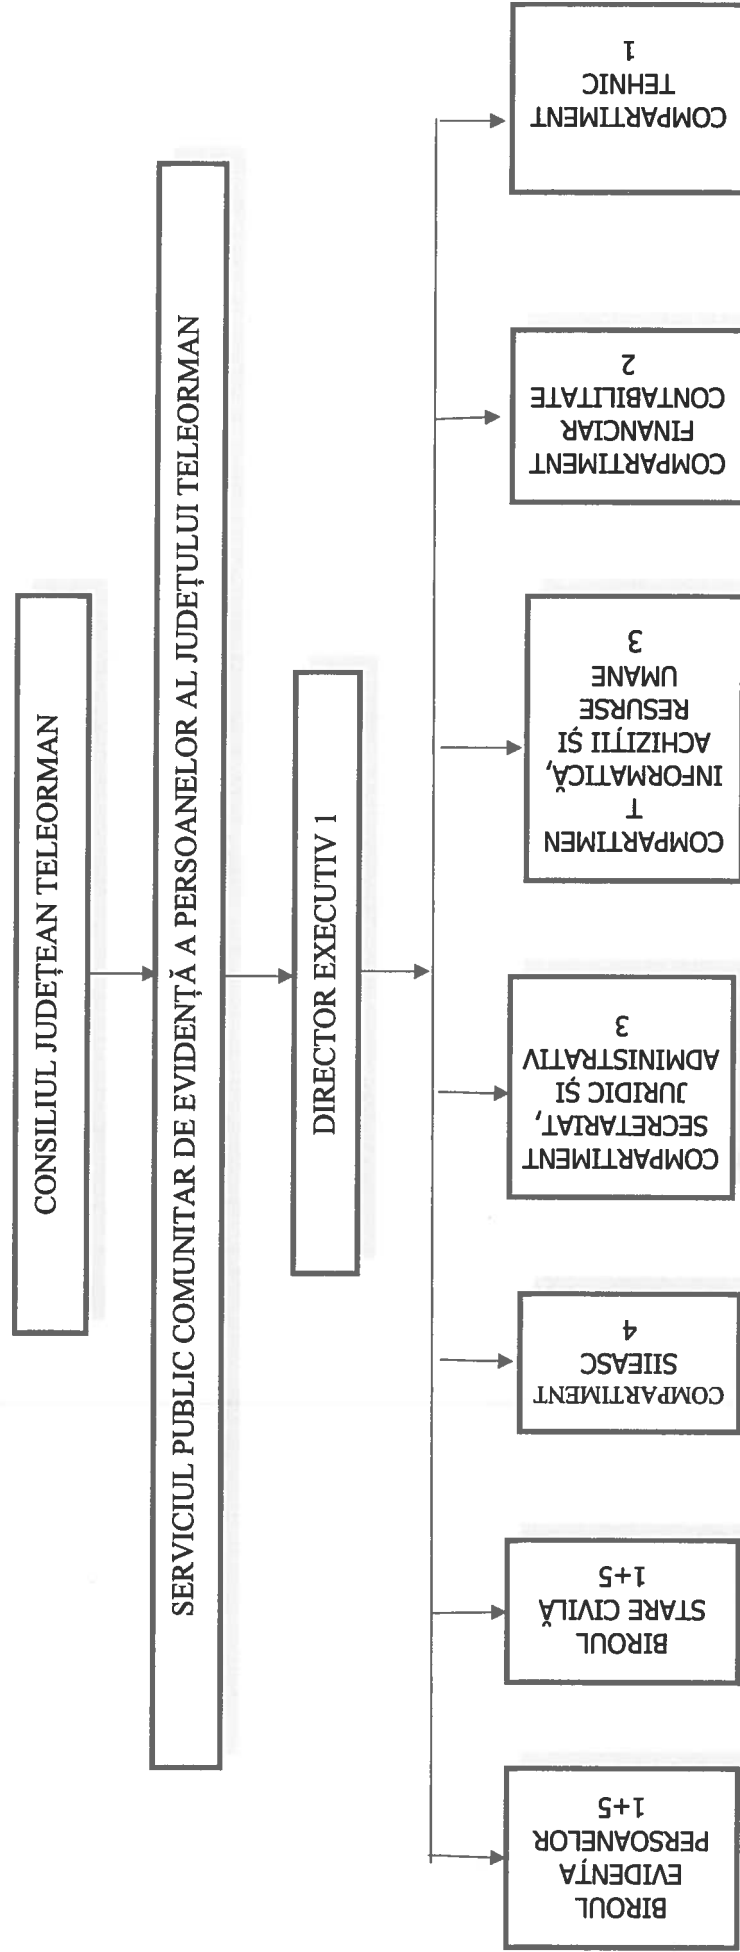 CONSILIUL JUDEȚEAN TELEORMAN
SERVICIUL PUBLIC COMUNITAR DE EVIDENȚĂ A PERSOANELOR AL JUDEȚULUI TELEORMAN
DIRECTOR EXECUTIV 1
BIROUL
EVIDENȚA
PERSOANELOR
1+5
BIROUL
STARE CIVILĂ
1+5
COMPARTIMENT
SIIEASC
4
COMPARTIMENT
SECRETARIAT,
JURIDIC ȘI
ADMINISTRATIV
3
COMPARTIMEN
T
INFORMATICĂ,
ACHIZIȚII ȘI
RESURSE
UMANE
3
COMPARTIMENT
FINANCIAR
CONTABILITATE
2
COMPARTIMENT
TEHNIC
1